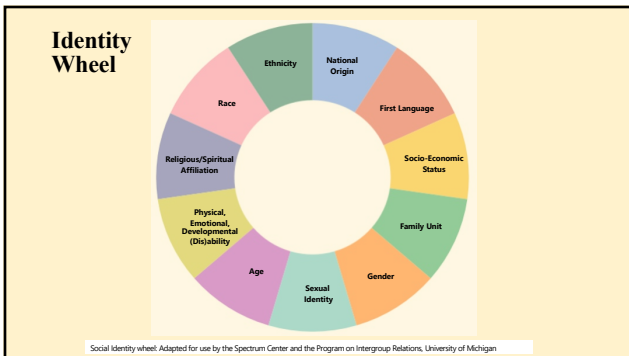 Identity
Wheel
Ethnicity
National
Origin
First Language
Socio-Economic
Status
Family Unit
Gender
Sexual
Identity
Age
Physical,
Emotional,
Developmental
(Dis)ability
Religious/Spiritual
Affiliation
Race
Social Identity wheel: Adapted for use by the Spectrum Center and the Program on Intergroup Relations, University of Michigan